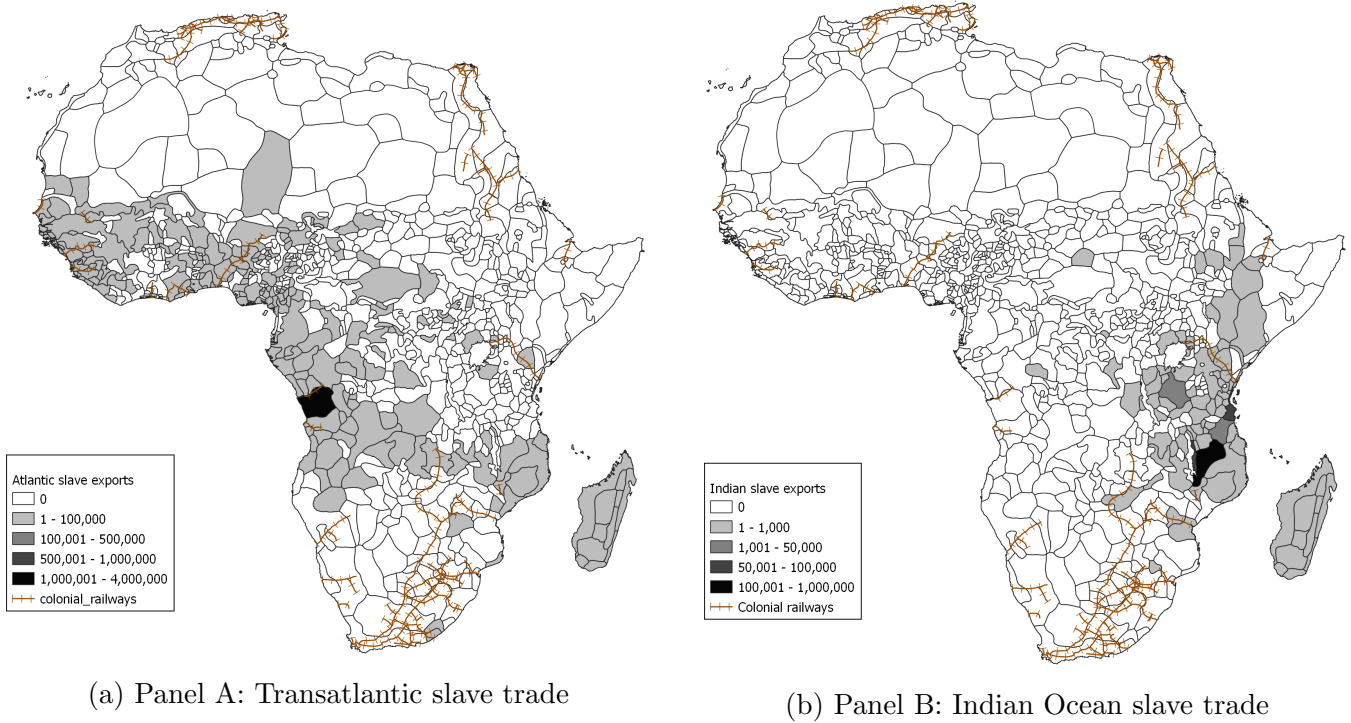 Atlantic slave exports
0
1 - 100,000
100,001 - 500,000
500,001 - 1,000,000
1,000,001 - 4,000,000
colonial_railways
(a) Panel A: Transatlantic slave trade
Indian slave exports
0
1 - 1,000
1,001 - 50,000
50,001 - 100,000
100,001 - 1,000,000
Colonial railways
(b) Panel B: Indian Ocean slave trade